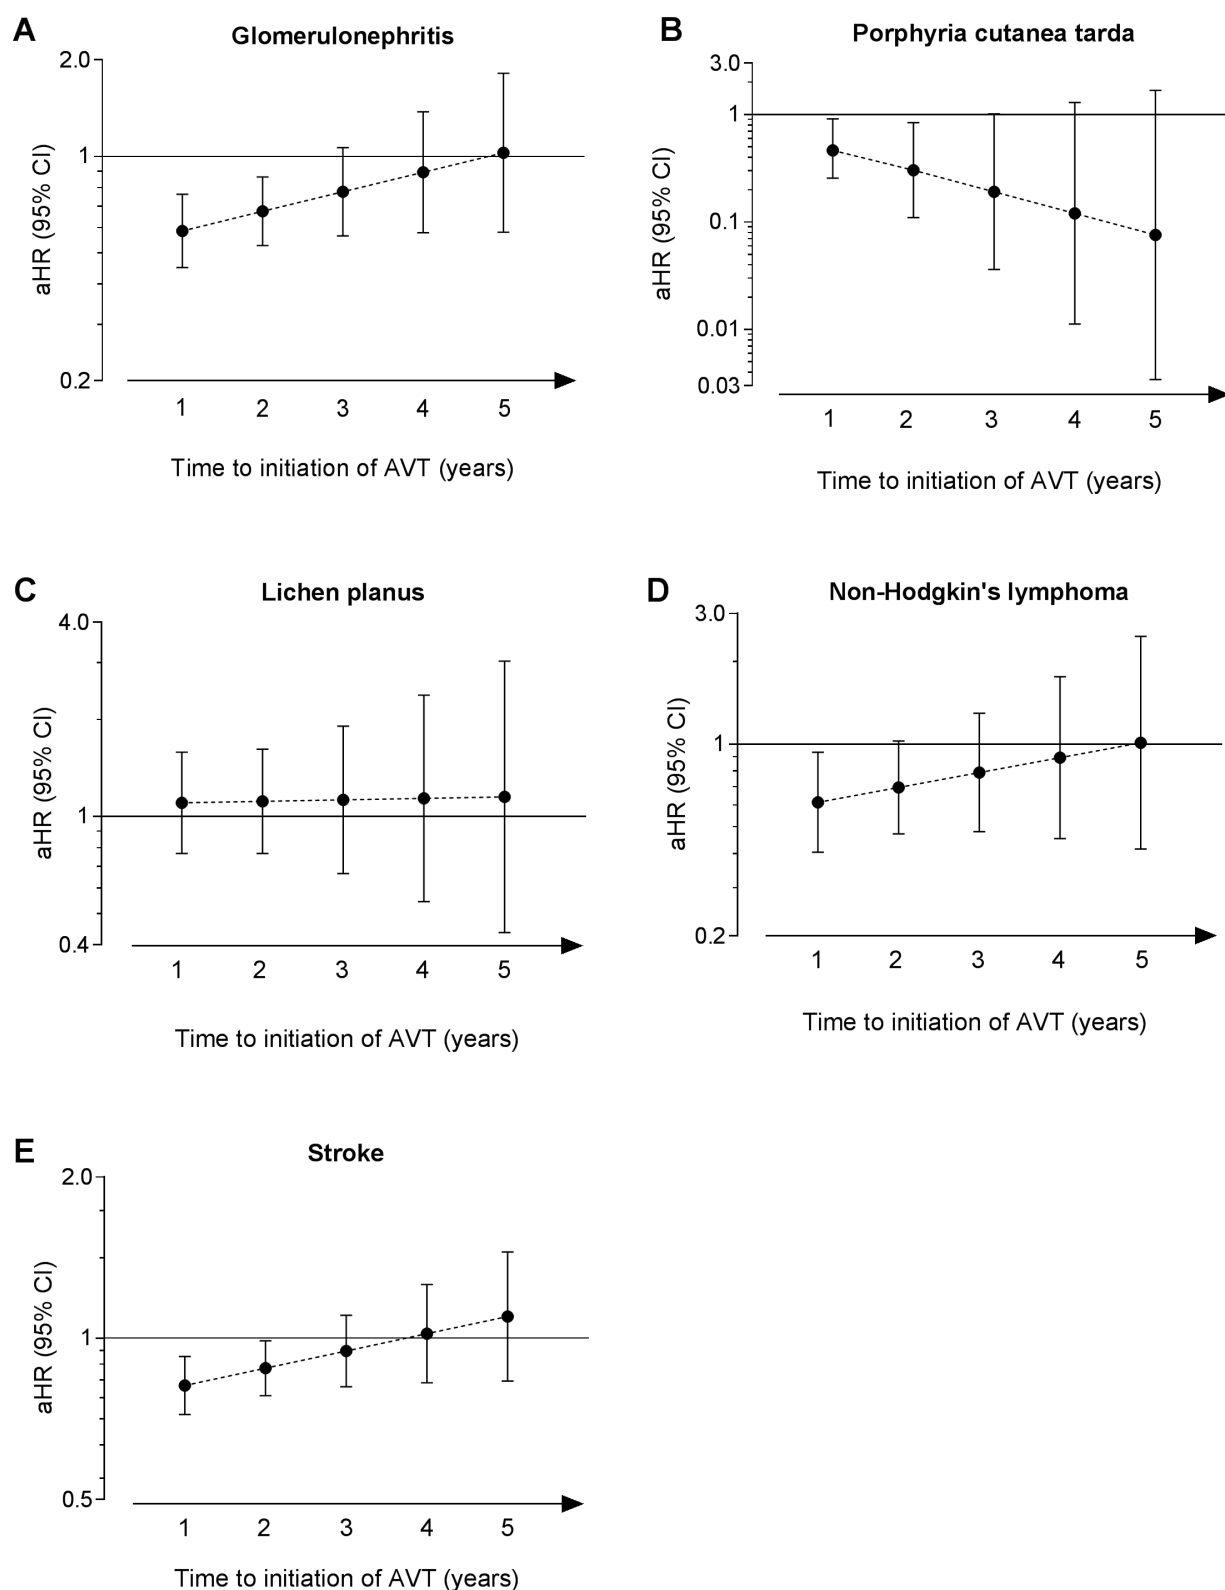 A
Glomerulonephritis
2.0
1
0.2
aHR (95% CI)
1 2 3 4 5
Time to initiation of AVT (years)
B
Porphyria cutanea tarda
3.0
1
0.1
0.01
0.03
aHR (95% CI)
1 2 3 4 5
Time to initiation of AVT (years)
C
Lichen planus
4.0
1
0.4
aHR (95% CI)
1 2 3 4 5
Time to initiation of AVT (years)
D
Non-Hodgkin's lymphoma
3.0
1
0.2
aHR (95% CI)
1 2 3 4 5
Time to initiation of AVT (years)
E
Stroke
2.0
1
0.5
aHR (95% CI)
1 2 3 4 5
Time to initiation of AVT (years)